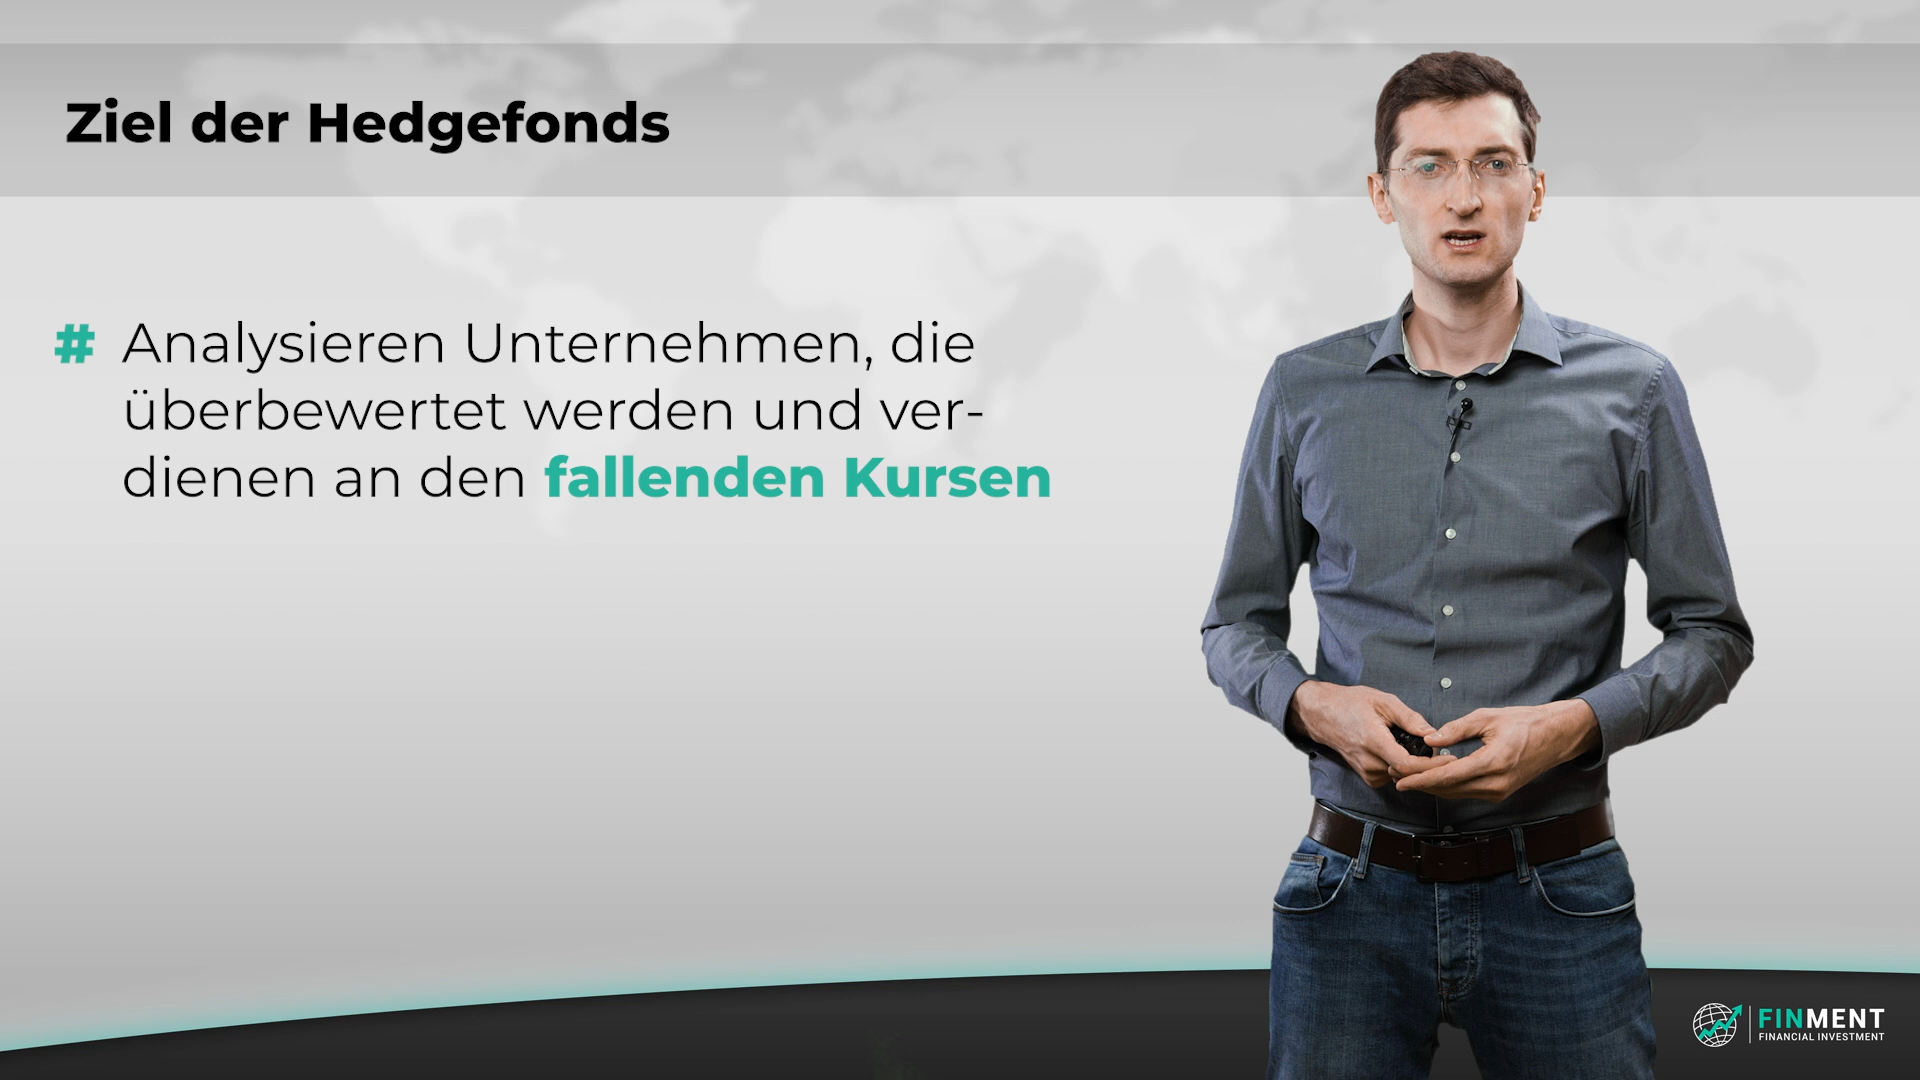 Ziel der Hedgefonds
# Analysieren Unternehmen, die
überbewertet werden und ver-
dienen an den fallenden Kursen
FINMENT
FINANCIAL INVESTMENT